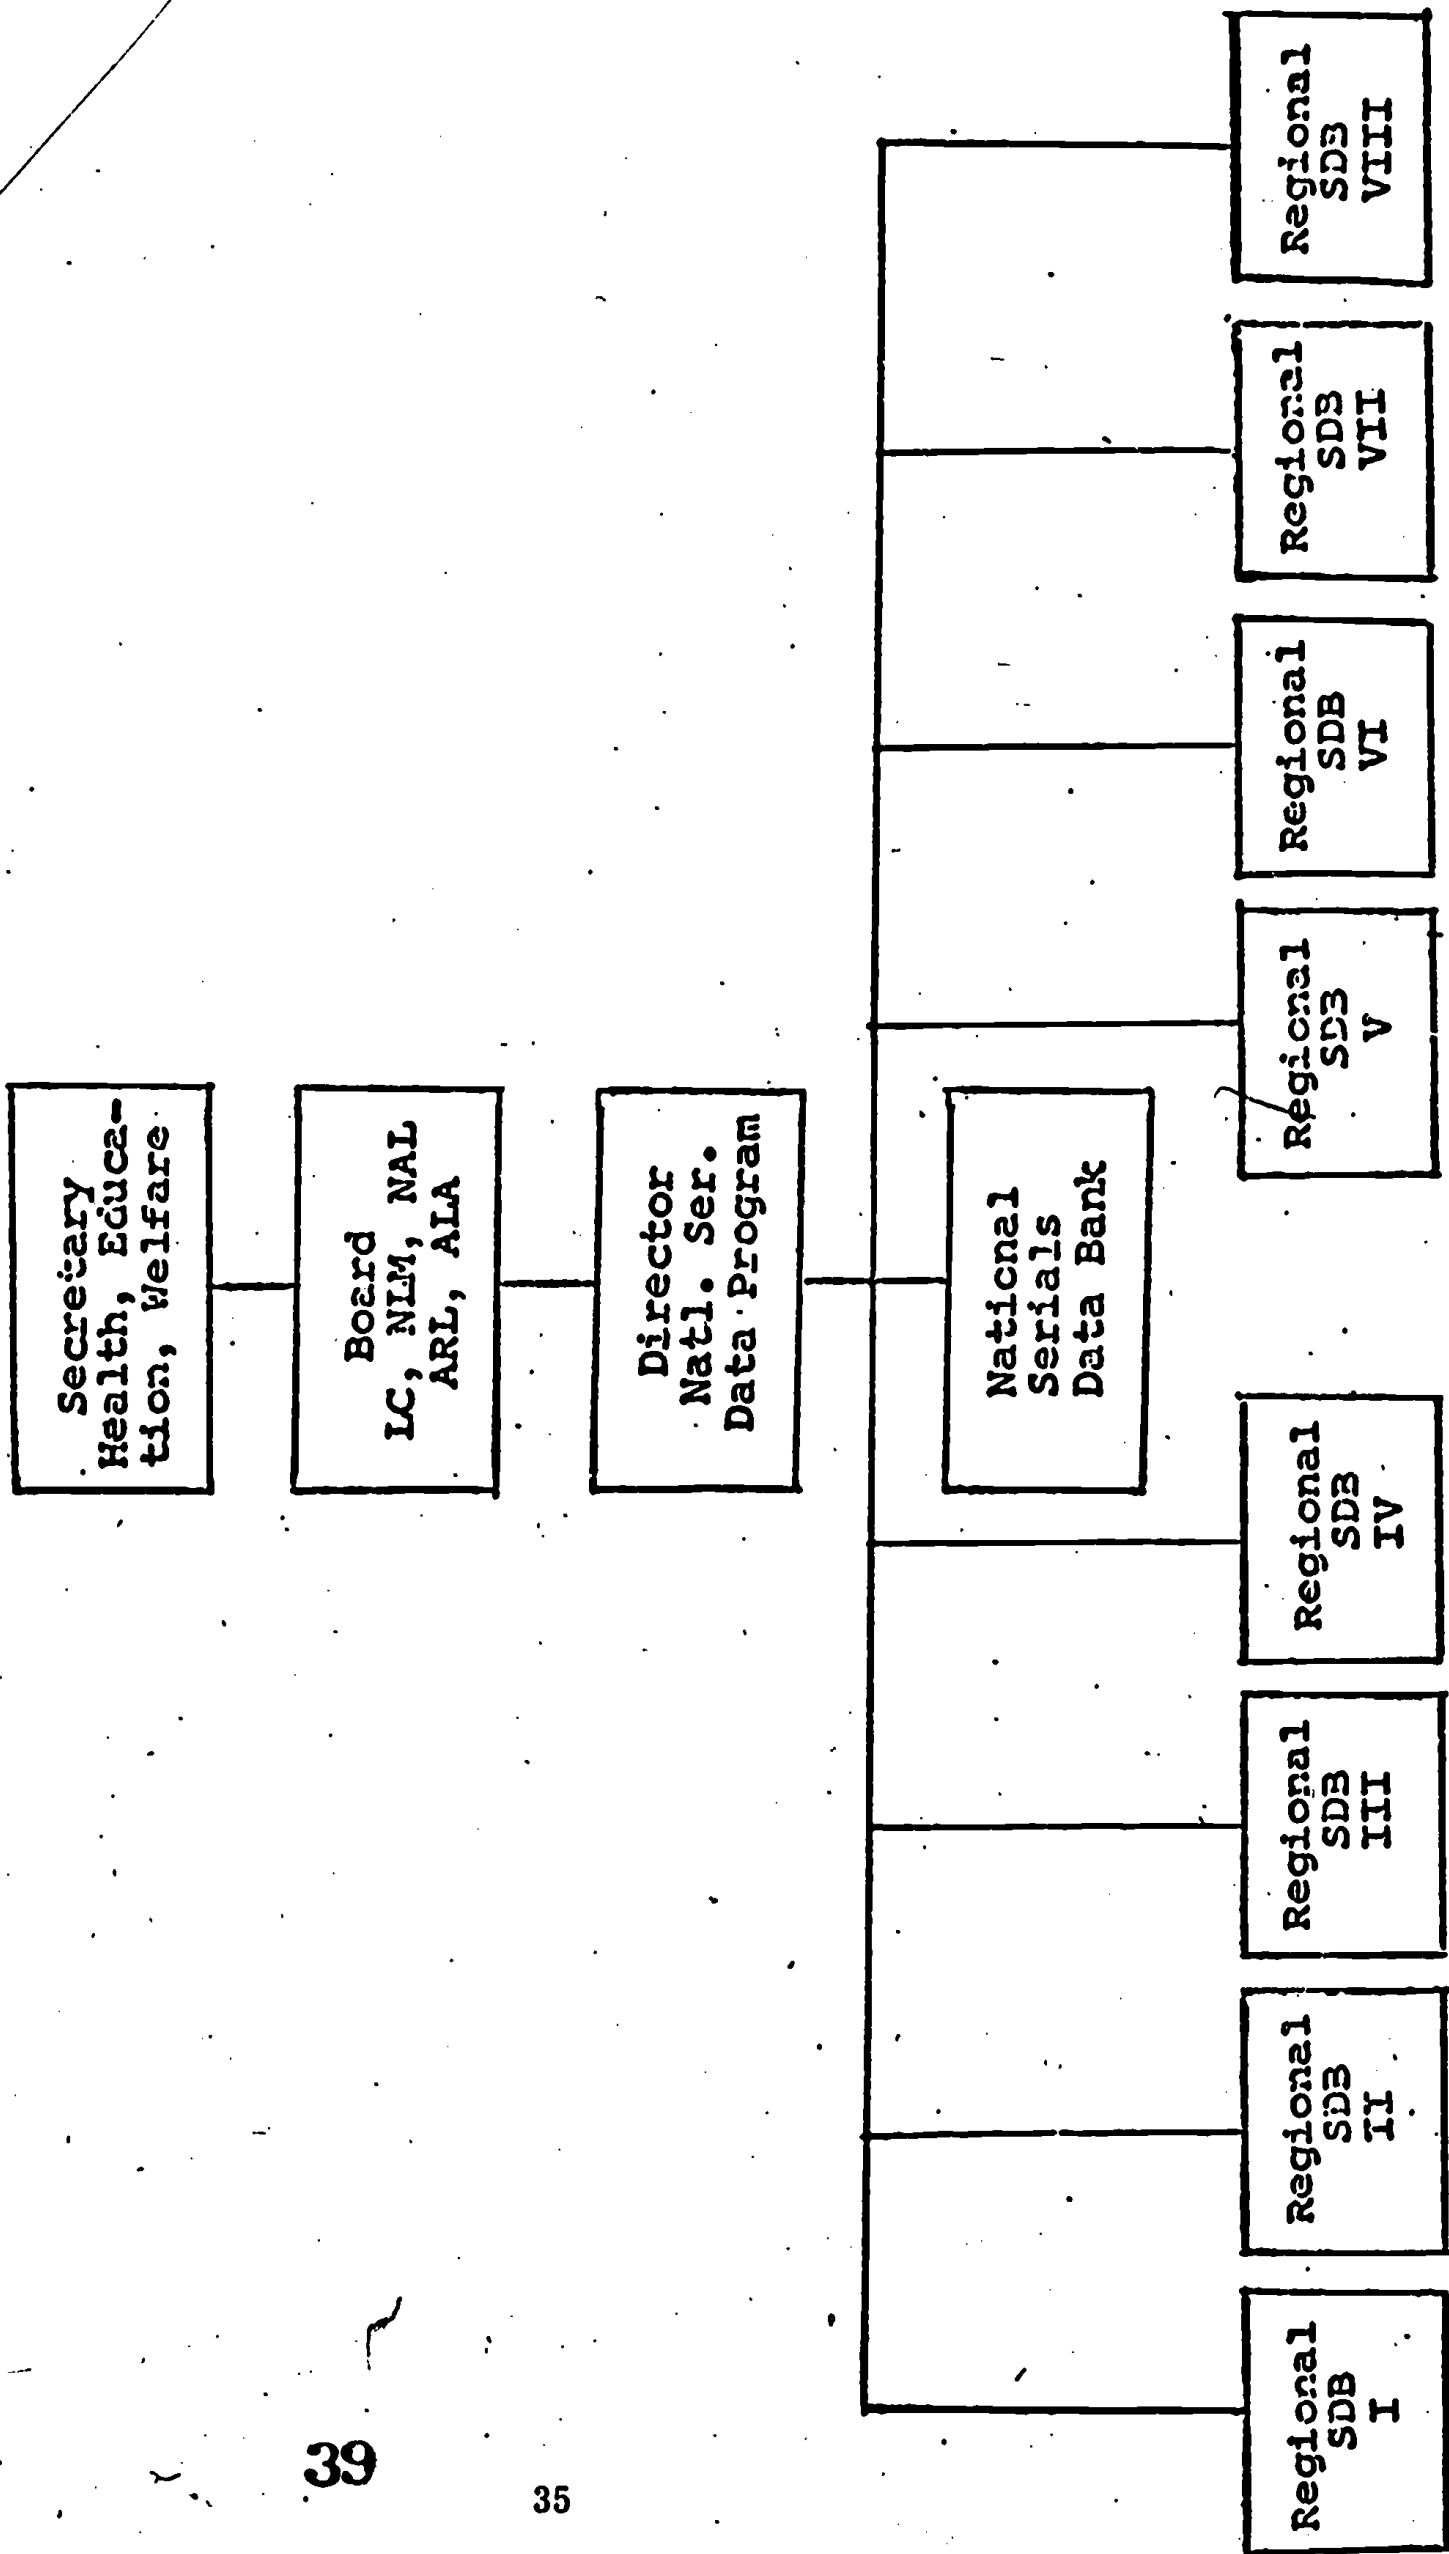 Secretary
Health, Educa-
tion, Welfare
Board
LC, NLM, NAL
ARL, ALA
Director
Natl. Ser.
Data Program
National
Serials
Data Bank
Regional
SDB
I
Regional
SDB
II
Regional
SDB
III
Regional
SDB
IV
Regional
SDB
V
Regional
SDB
VI
Regional
SDB
VII
Regional
SDB
VIII
39
35